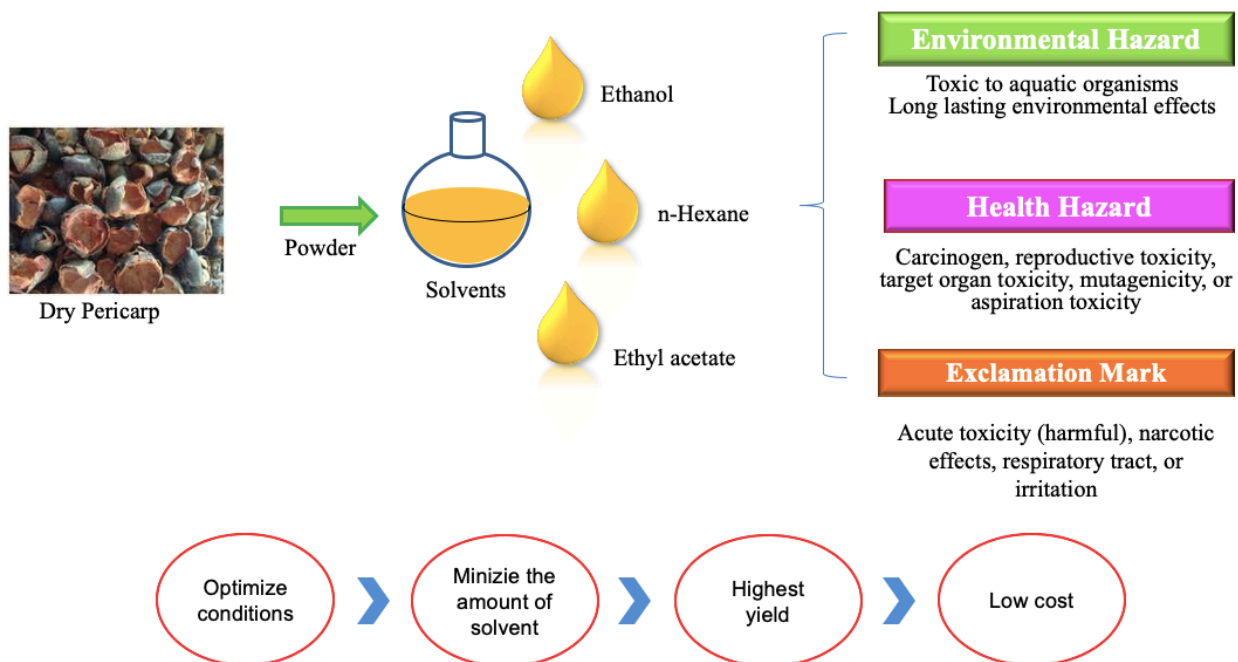 Dry Pericarp
Powder
Solvents
Ethanol
n-Hexane
Ethyl acetate
Environmental Hazard
Toxic to aquatic organisms
Long lasting environmental effects
Health Hazard
Carcinogen, reproductive toxicity,
target organ toxicity, mutagenicity, or
aspiration toxicity
Exclamation Mark
Acute toxicity (harmful), narcotic
effects, respiratory tract, or
irritation
Optimize
conditions
Minizie the
amount of
solvent
Highest
yield
Low cost